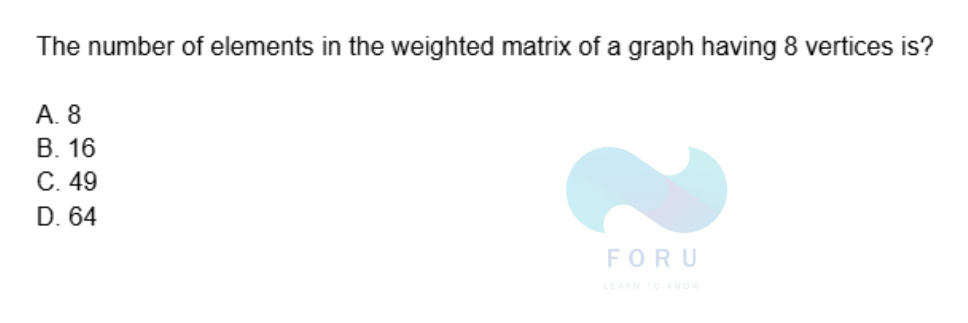 The number of elements in the weighted matrix of a graph having 8 vertices is?
A. 8
B. 16
C. 49
D. 64
FORU
LEARN TO KNOW